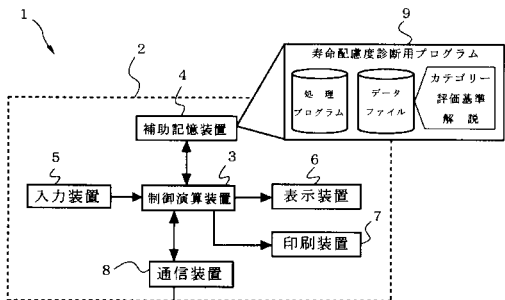 1
2
9
寿命配慮度診断用プログラム
処理
プログラム
データ
ファイル
カテゴリー
評価基準
解説
4
補助記憶装置
5
入力装置
3
制御演算装置
6
表示装置
7
印刷装置
8
通信装置